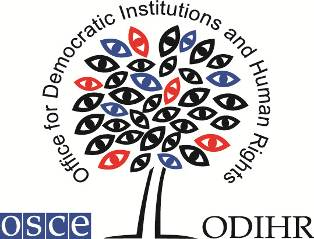 Office for Democratic Institutions and Human Rights
osce ODIHR